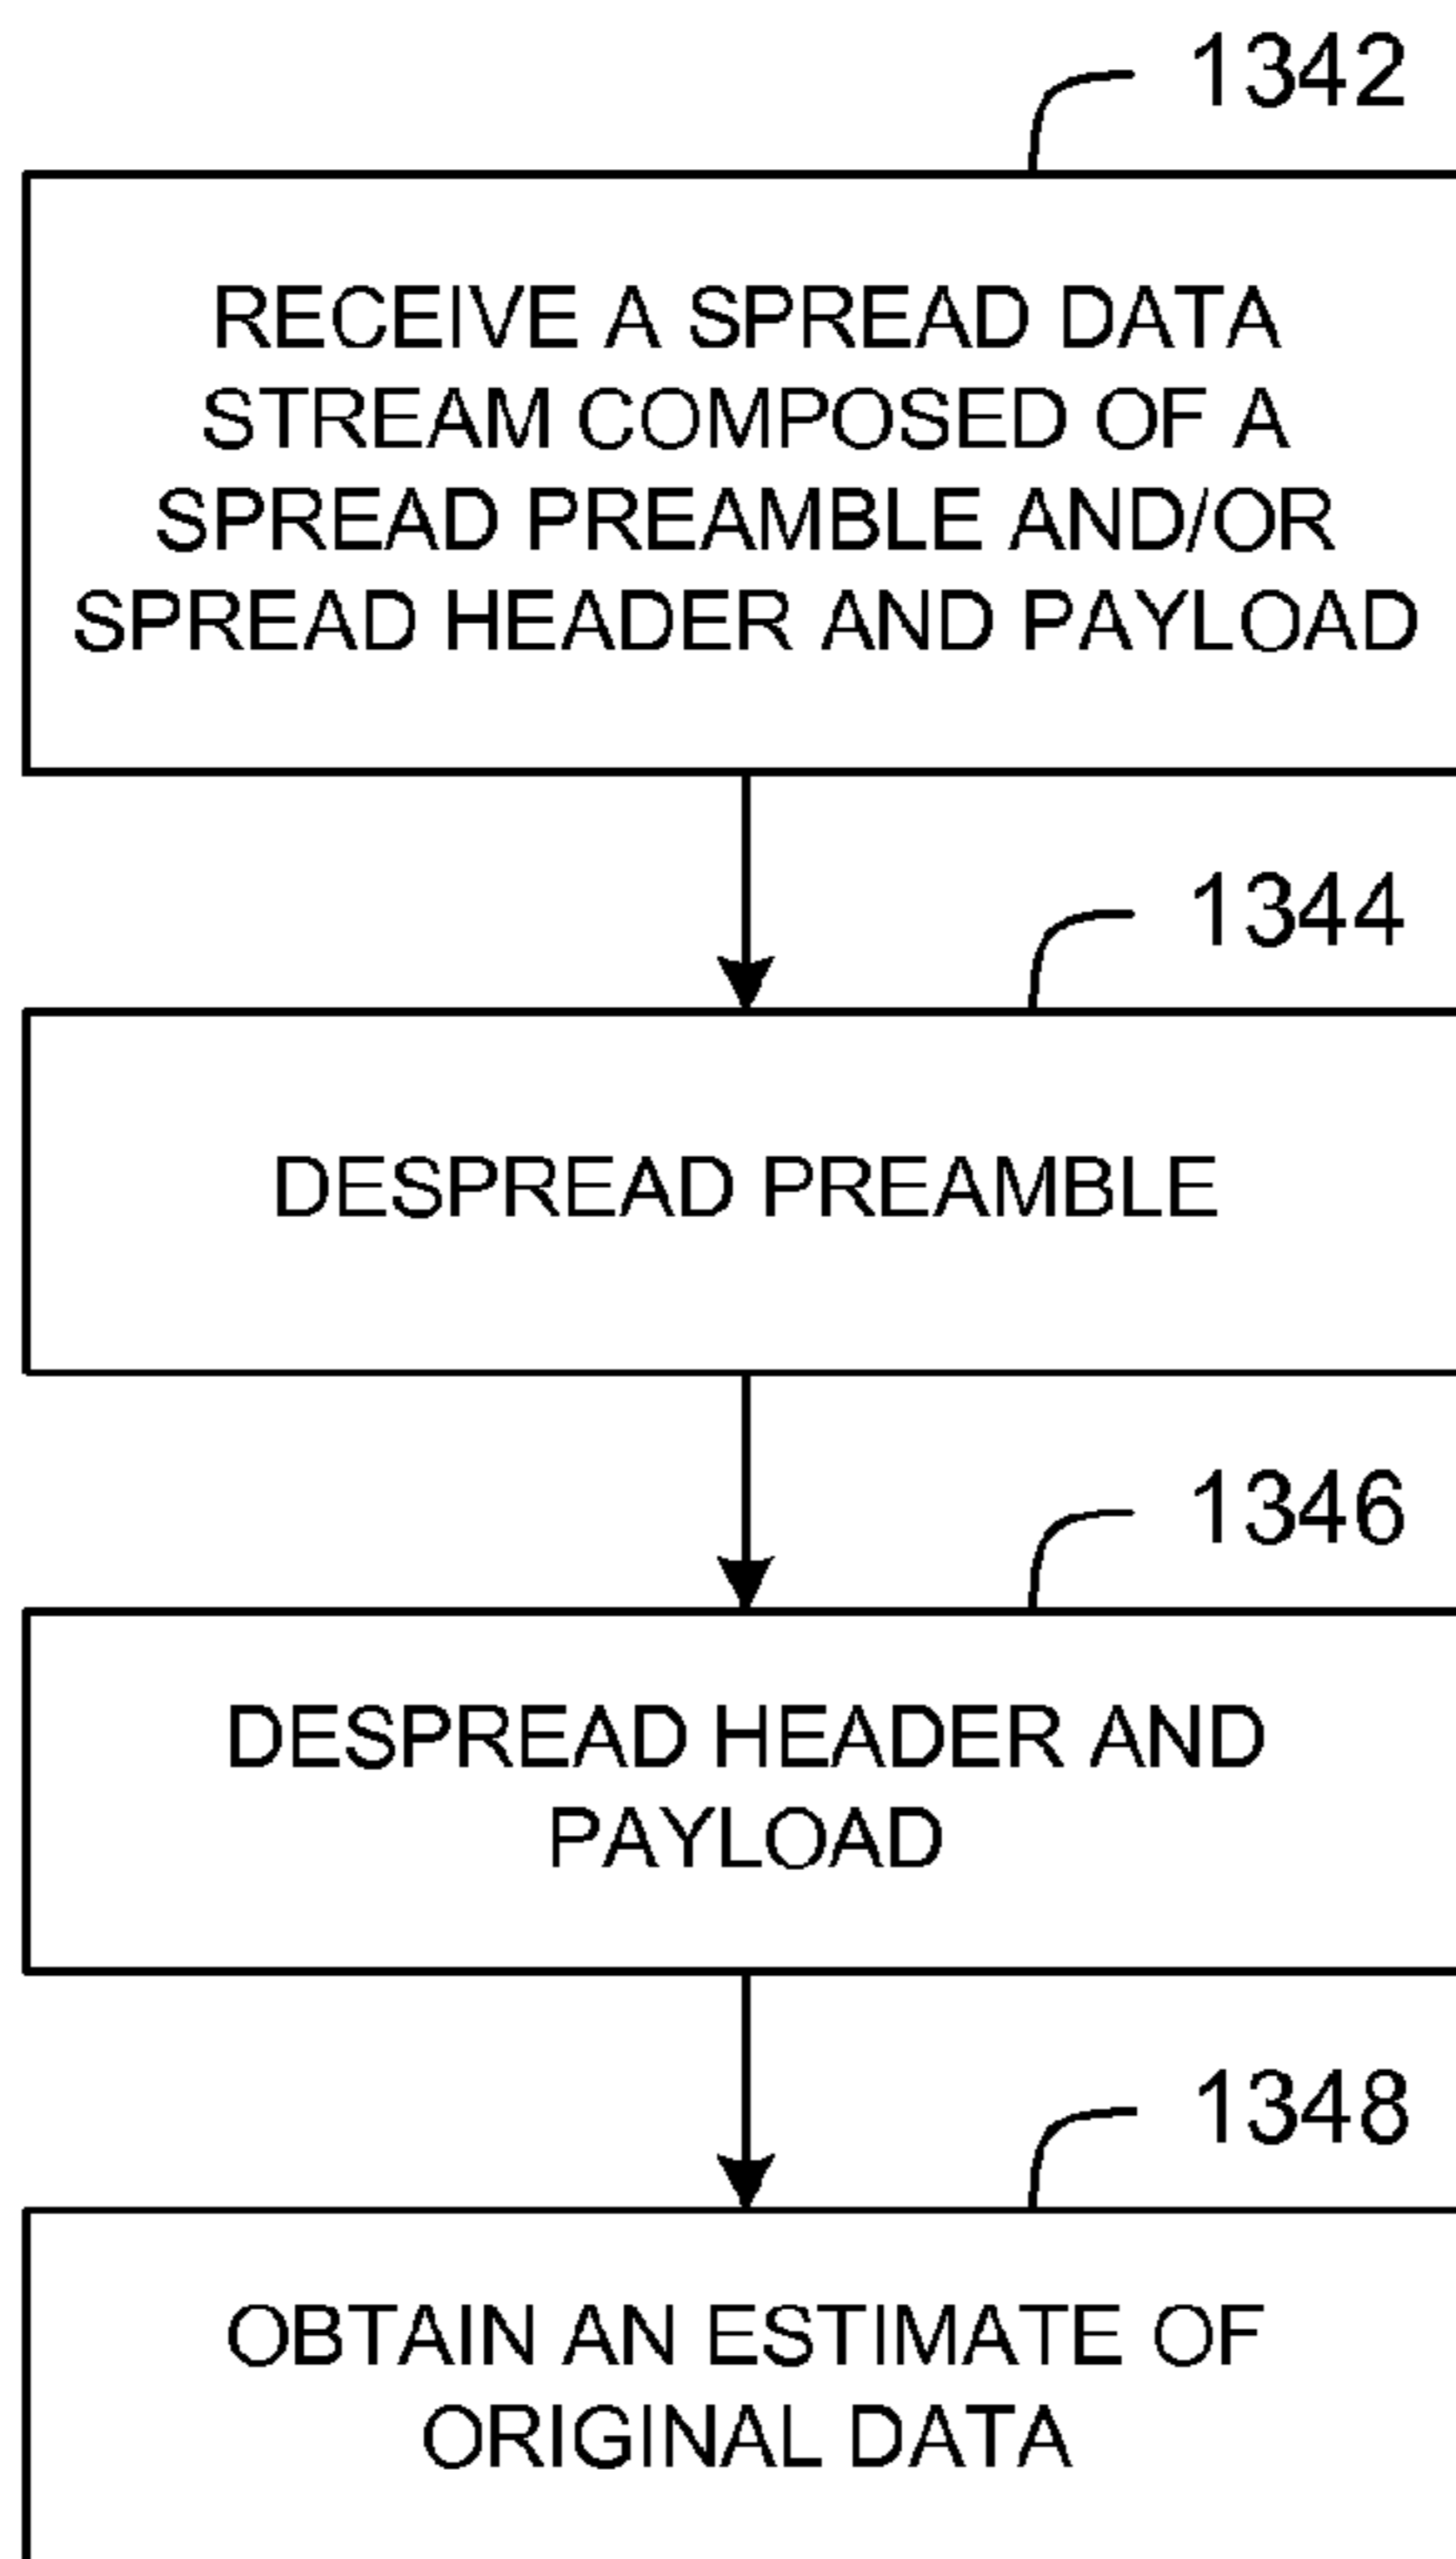 1342
RECEIVE A SPREAD DATA
STREAM COMPOSED OF A
SPREAD PREAMBLE AND/OR
SPREAD HEADER AND PAYLOAD
1344
DESPREAD PREAMBLE
1346
DESPREAD HEADER AND
PAYLOAD
1348
OBTAIN AN ESTIMATE OF
ORIGINAL DATA